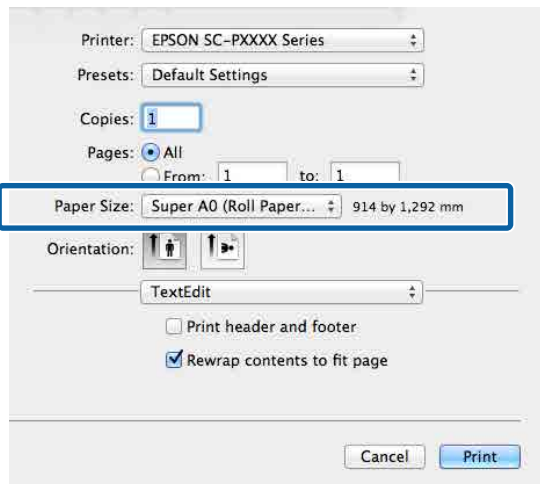 Printer: EPSON SC-PXXXX Series
Presets: Default Settings
Copies: 1
Pages: All
From: 1 to: 1
Paper Size: Super A0 (Roll Paper... 914 by 1,292 mm
Orientation:
TextEdit
Print header and footer
Rewrap contents to fit page
Cancel Print